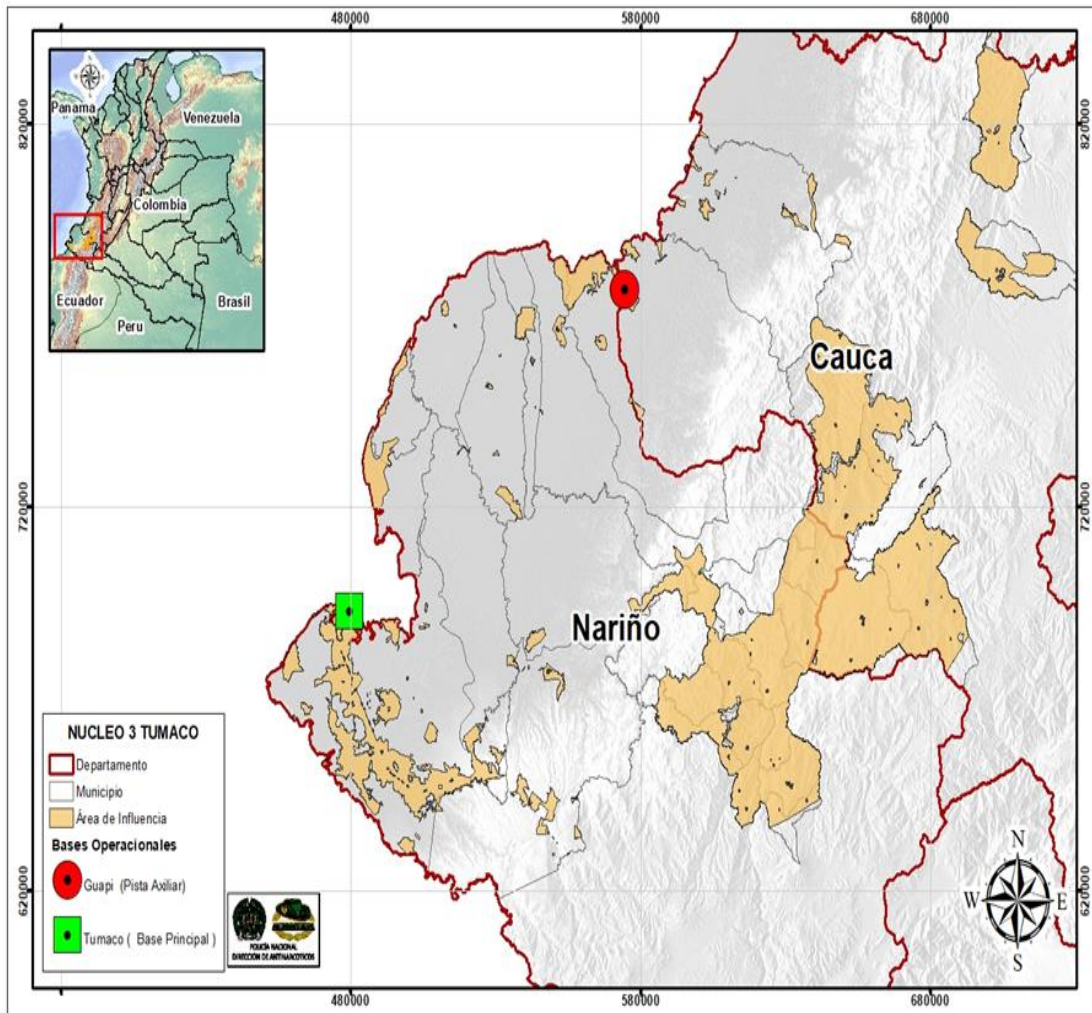 480000
580000
680000
820000
820000
Panama
Venezuela
Colombia
Ecuador
Brasil
Peru
Cauca
720000
720000
Nariño
NUCLEO 3 TUMACO
Departamento
Municipio
Área de Influencia
Bases Operacionales
Guapi (Pista Axiliar)
Tumaco ( Base Principal )
POLICÍA NACIONAL
DIRECCIÓN DE ANTINARCOTICOS
N
W
E
S
620000
620000
480000
580000
680000